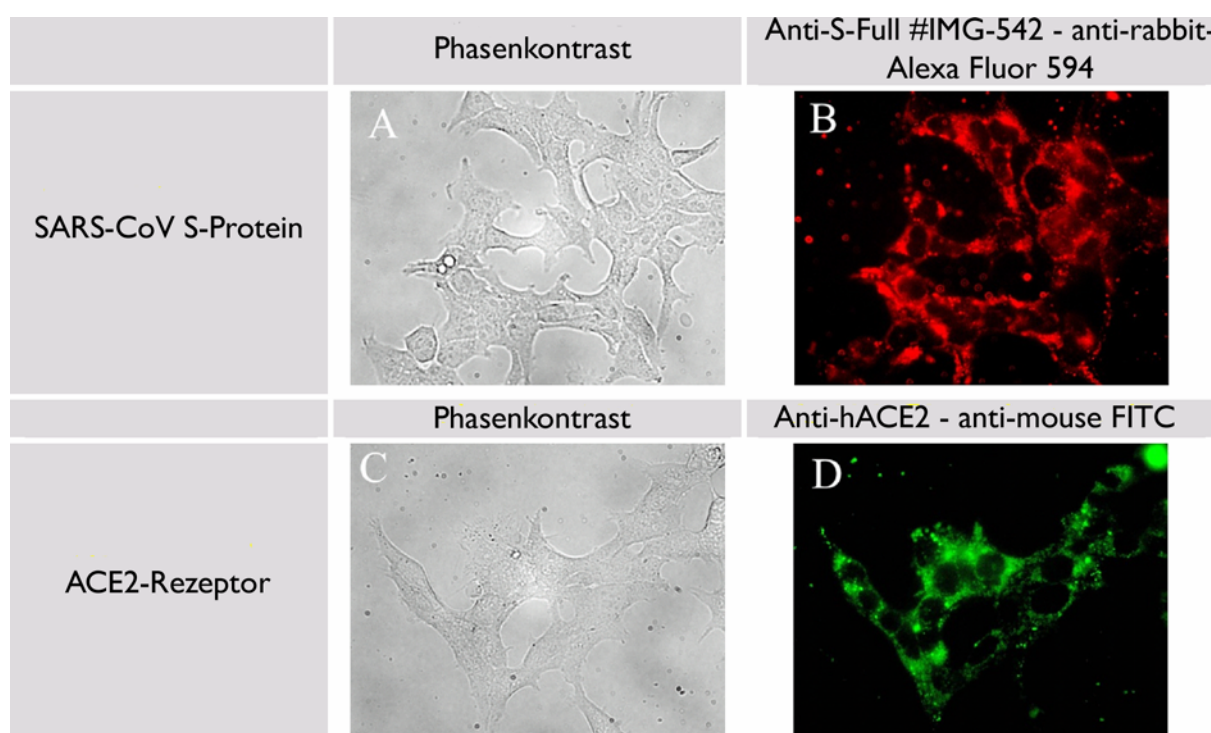 Phasenkontrast
Anti-S-Full #IMG-542 - anti-rabbit-
Alexa Fluor 594
SARS-CoV S-Protein
A
B
Phasenkontrast
Anti-hACE2 - anti-mouse FITC
ACE2-Rezeptor
C
D